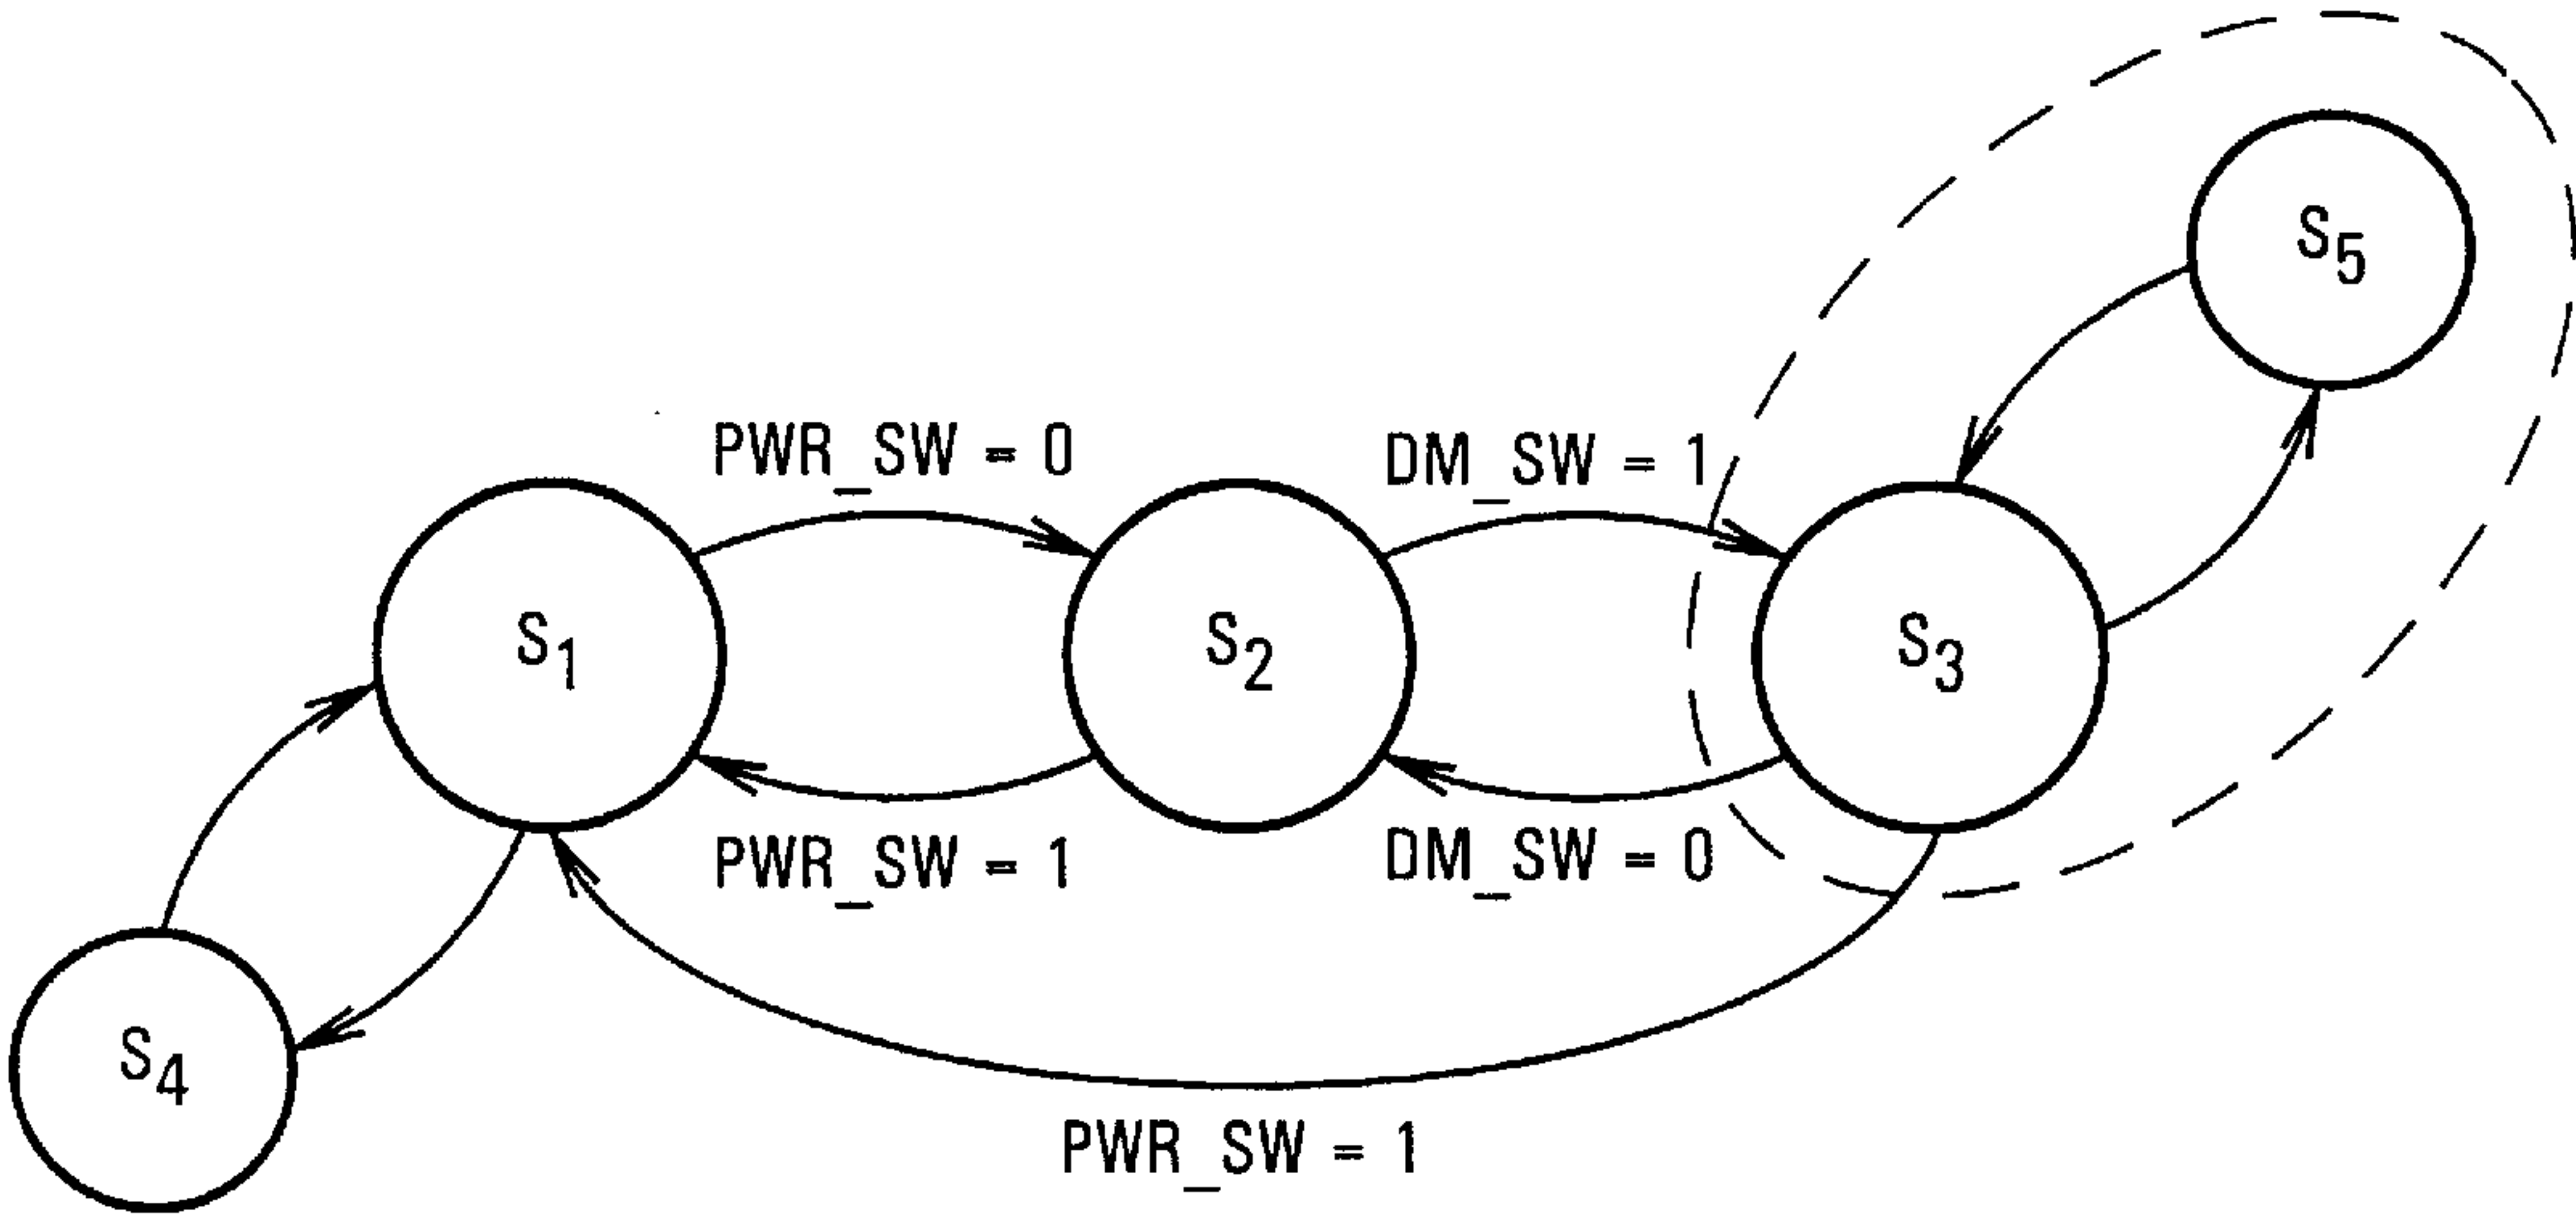 S5
PWR_SW = 0
DM_SW = 1
S1
S2
S3
PWR_SW = 1
DM_SW = 0
S4
PWR_SW = 1